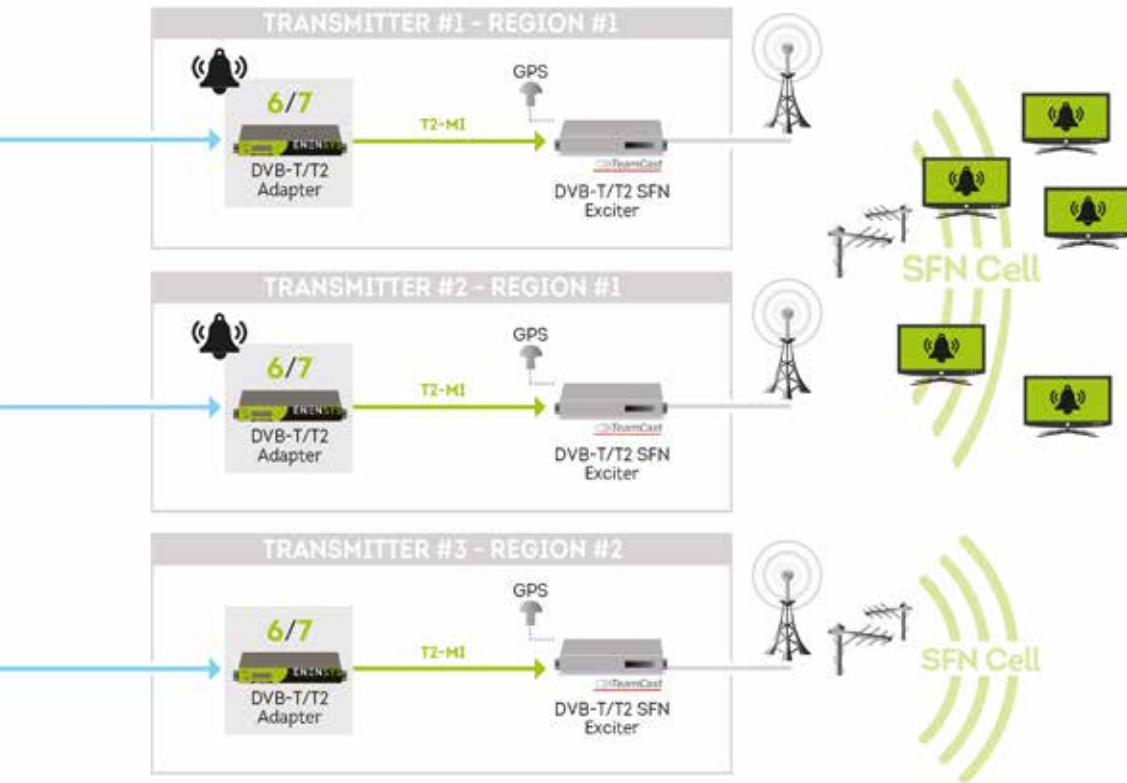 TRANSMITTER #1 - REGION #1
6/7
ENENSYS
DVB-T/T2
Adapter
T2-MI
GPS
TeamCast
DVB-T/T2 SFN
Exciter
SFN Cell
TRANSMITTER #2 - REGION #1
6/7
ENENSYS
DVB-T/T2
Adapter
T2-MI
GPS
TeamCast
DVB-T/T2 SFN
Exciter
TRANSMITTER #3 - REGION #2
6/7
ENENSYS
DVB-T/T2
Adapter
T2-MI
GPS
TeamCast
DVB-T/T2 SFN
Exciter
SFN Cell